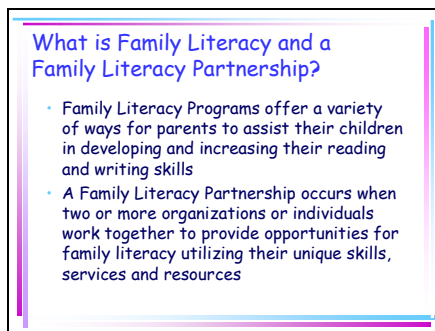 What is Family Literacy and a
Family Literacy Partnership?
• Family Literacy Programs offer a variety
of ways for parents to assist their children
in developing and increasing their reading
and writing skills
• A Family Literacy Partnership occurs when
two or more organizations or individuals
work together to provide opportunities for
family literacy utilizing their unique skills,
services and resources